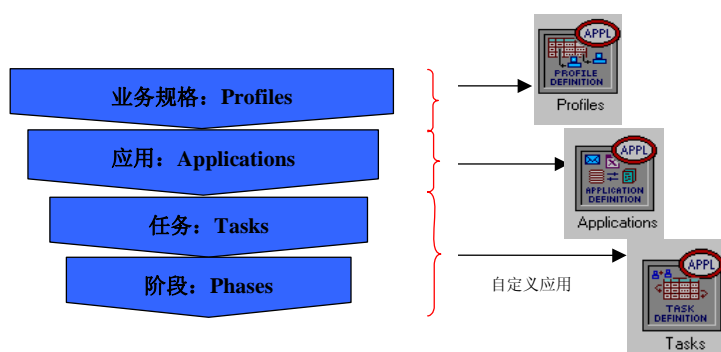 业务规格：Profiles
应用：Applications
任务：Tasks
阶段：Phases
自定义应用
APPL
PROFILE
DEFINITION
Profiles
APPL
APPLICATION
DEFINITION
Applications
APPL
TASK
DEFINITION
Tasks